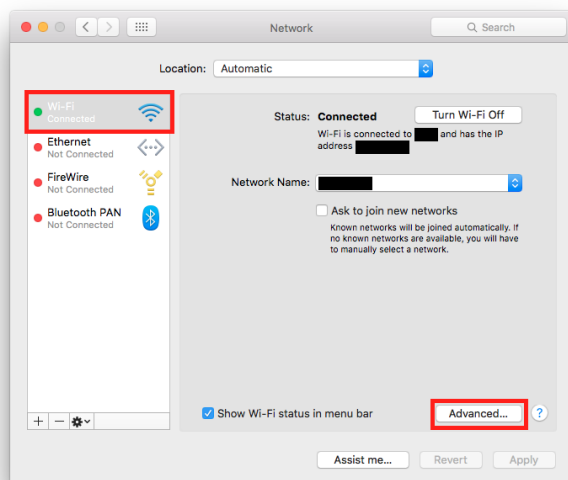 Network
Search
Location: Automatic
Wi-Fi
Connected
Ethernet
Not Connected
FireWire
Not Connected
Bluetooth PAN
Not Connected
Status: Connected
Turn Wi-Fi Off
Wi-Fi is connected to and has the IP
address
Network Name:
Ask to join new networks
Known networks will be joined automatically. If
no known networks are available, you will have
to manually select a network.
Show Wi-Fi status in menu bar
Advanced...
?
Assist me...
Revert
Apply